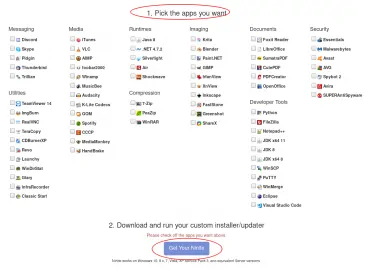 1. Pick the apps you want
Messaging
Discord
Skype
Pidgin
Thunderbird
Trillian
Media
iTunes
VLC
AIMP
foobar2000
Winamp
MusicBee
Audacity
K-Lite Codecs
GOM
Spotify
CCCP
MediaMonkey
HandBrake
Runtimes
Java 8
.NET 4.7.2
Silverlight
Air
Shockwave
Imaging
Krita
Blender
Paint.NET
GIMP
IrfanView
XnView
Inkscape
FastStone
Greenshot
ShareX
Documents
Foxit Reader
LibreOffice
SumatraPDF
CutePDF
PDFCreator
OpenOffice
Security
Essentials
Malwarebytes
Avast
AVG
Spybot 2
Avira
SUPERAntiSpyware
Utilities
TeamViewer 14
ImgBurn
RealVNC
TeraCopy
CDBurnerXP
Revo
Launchy
WinDirStat
Glary
InfraRecorder
Classic Start
Compression
7-Zip
PeaZip
WinRAR
Developer Tools
Python
FileZilla
Notepad++
JDK x64 11
JDK 8
JDK x64 8
WinSCP
PuTTY
WinMerge
Eclipse
Visual Studio Code
2. Download and run your custom installer/updater
Please check off the apps you want above
Get Your Ninite
Ninite works on Windows 10, 8.x, 7, Vista, XP Service Pack 3, and equivalent Server versions